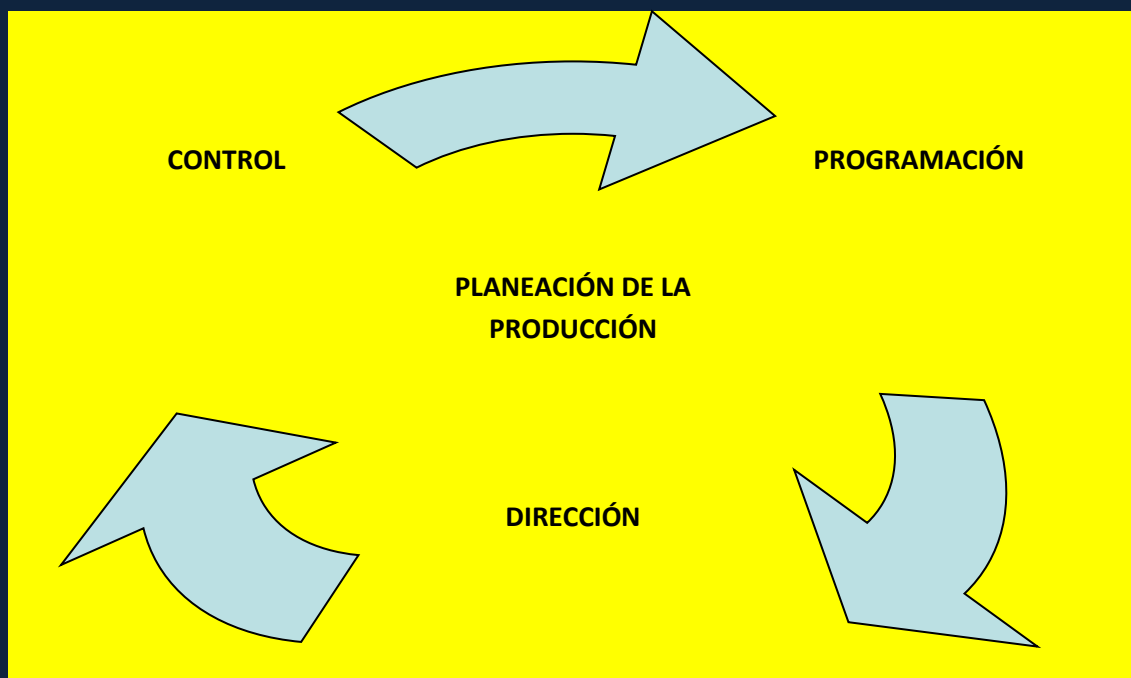 CONTROL
PROGRAMACIÓN
PLANEACIÓN DE LA
PRODUCCIÓN
DIRECCIÓN